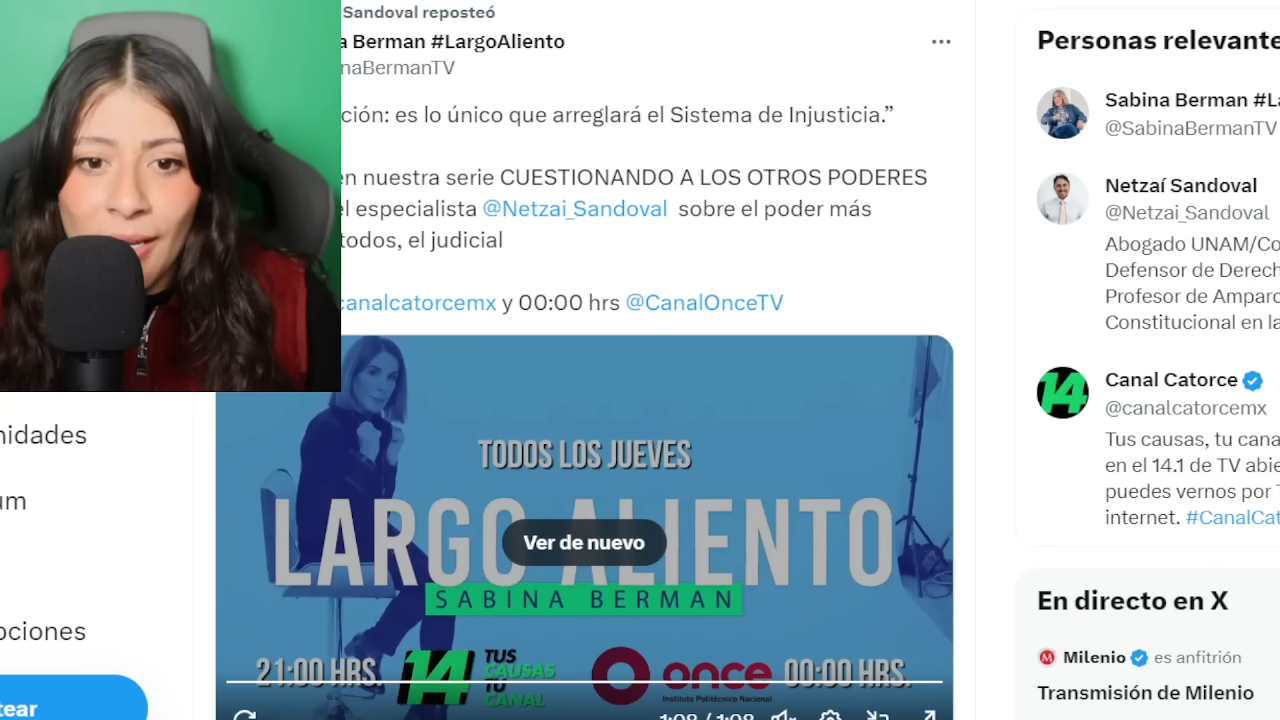 Sandoval reposteó
a Berman #LargoAliento
naBermanTV
ción: es lo único que arreglará el Sistema de Injusticia.”
en nuestra serie CUESTIONANDO A LOS OTROS PODERES
el especialista @Netzai_Sandoval sobre el poder más
todos, el judicial
canalcatorcemx y 00:00 hrs @CanalOnceTV
TODOS LOS JUEVES
LARGO ALIENTO
Ver de nuevo
SABINA BERMAN
21:00 HRS.
14
TUS
CAUSAS
TU
CANAL
once
Instituto Politécnico Nacional
00:00 HRS.
1:08 / 1:08
nidades
um
pciones
tear
Personas relevante
Sabina Berman #La
@SabinaBermanTV
Netzaí Sandoval
@Netzai_Sandoval
Abogado UNAM/Co
Defensor de Derech
Profesor de Amparo
Constitucional en la
14
Canal Catorce
@canalcatorcemx
Tus causas, tu cana
en el 14.1 de TV abie
puedes vernos por T
internet. #CanalCat
En directo en X
Milenio es anfitrión
Transmisión de Milenio